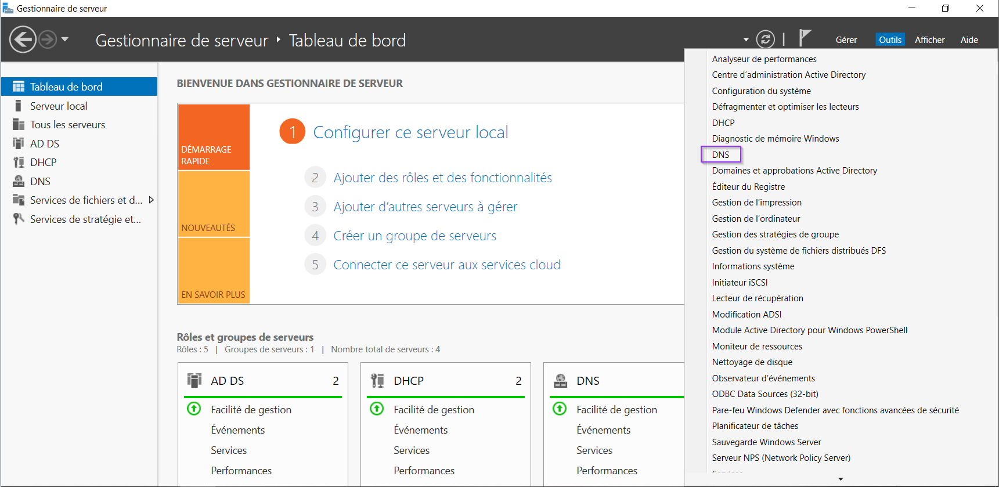 Gestionnaire de serveur
Gestionnaire de serveur ‣ Tableau de bord
Gérer
Outils
Afficher
Aide
Tableau de bord
Serveur local
Tous les serveurs
AD DS
DHCP
DNS
Services de fichiers et d...
Services de stratégie et...
BIENVENUE DANS GESTIONNAIRE DE SERVEUR
DÉMARRAGE
RAPIDE
NOUVEAUTÉS
EN SAVOIR PLUS
1 Configurer ce serveur local
2 Ajouter des rôles et des fonctionnalités
3 Ajouter d'autres serveurs à gérer
4 Créer un groupe de serveurs
5 Connecter ce serveur aux services cloud
Rôles et groupes de serveurs
Rôles : 5 | Groupes de serveurs : 1 | Nombre total de serveurs : 4
AD DS 2
Facilité de gestion
Événements
Services
Performances
DHCP 2
Facilité de gestion
Événements
Services
Performances
DNS
Facilité de gestion
Événements
Services
Performances
Analyseur de performances
Centre d'administration Active Directory
Configuration du système
Défragmenter et optimiser les lecteurs
DHCP
Diagnostic de mémoire Windows
DNS
Domaines et approbations Active Directory
Éditeur du Registre
Gestion de l'impression
Gestion de l'ordinateur
Gestion des stratégies de groupe
Gestion du système de fichiers distribués DFS
Informations système
Initiateur iSCSI
Lecteur de récupération
Modification ADSI
Module Active Directory pour Windows PowerShell
Moniteur de ressources
Nettoyage de disque
Observateur d'événements
ODBC Data Sources (32-bit)
Pare-feu Windows Defender avec fonctions avancées de sécurité
Planificateur de tâches
Sauvegarde Windows Server
Serveur NPS (Network Policy Server)